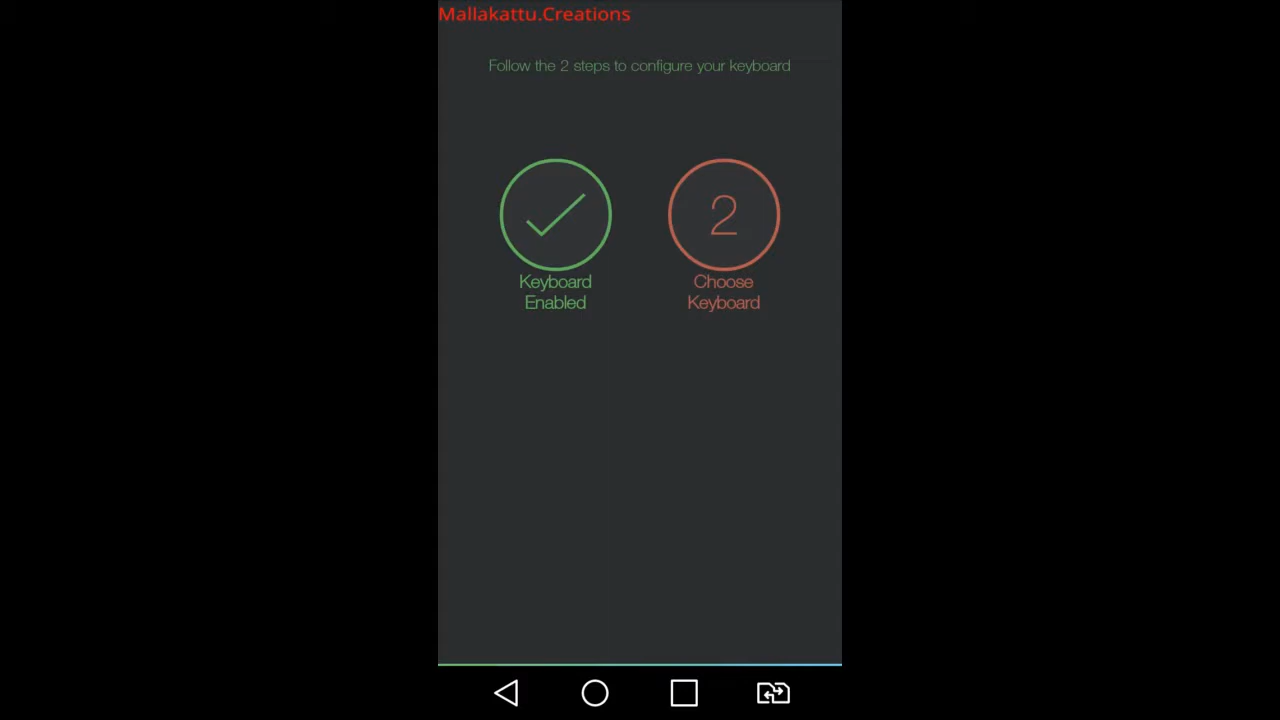 Mallakattu.Creations
Follow the 2 steps to configure your keyboard
2
Keyboard
Enabled
Choose
Keyboard